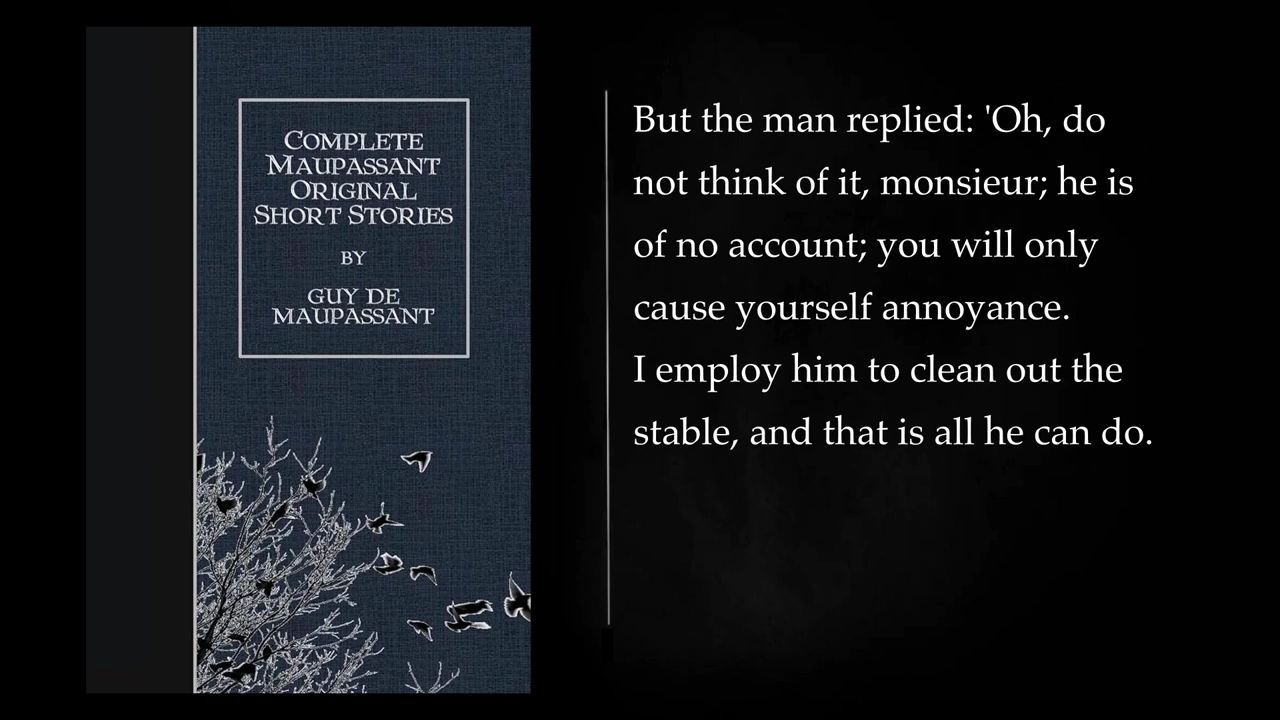 COMPLETE
MAUPASSANT
ORIGINAL
SHORT STORIES
BY
GUY DE
MAUPASSANT
But the man replied: 'Oh, do
not think of it, monsieur; he is
of no account; you will only
cause yourself annoyance.
I employ him to clean out the
stable, and that is all he can do.